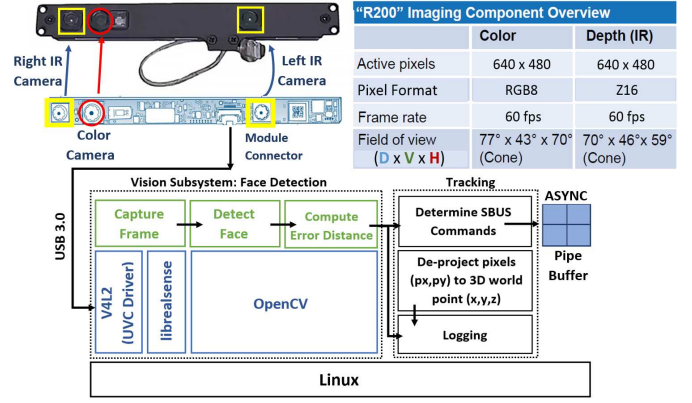 "R200" Imaging Component Overview
Color
Depth (IR)
Active pixels
640 x 480
640 x 480
Pixel Format
RGB8
Z16
Frame rate
60 fps
60 fps
Field of view
(D x V x H)
77° x 43° x 70°
(Cone)
70° x 46°x 59°
(Cone)
Right IR
Camera
Left IR
Camera
Color
Camera
Module
Connector
USB 3.0
Vision Subsystem: Face Detection
Capture
Frame
Detect
Face
Compute
Error Distance
V4L2
(UVC Driver)
librealsense
OpenCV
Tracking
Determine SBUS
Commands
De-project pixels
(px,py) to 3D world
point (x,y,z)
Logging
ASYNC
Pipe
Buffer
Linux